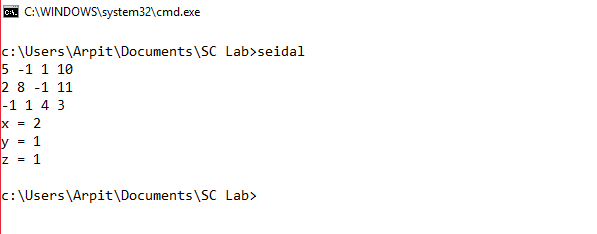 C:\WINDOWS\system32\cmd.exe
c:\Users\Arpit\Documents\SC Lab>seidal
5 -1 1 10
2 8 -1 11
-1 1 4 3
x = 2
y = 1
z = 1
c:\Users\Arpit\Documents\SC Lab>